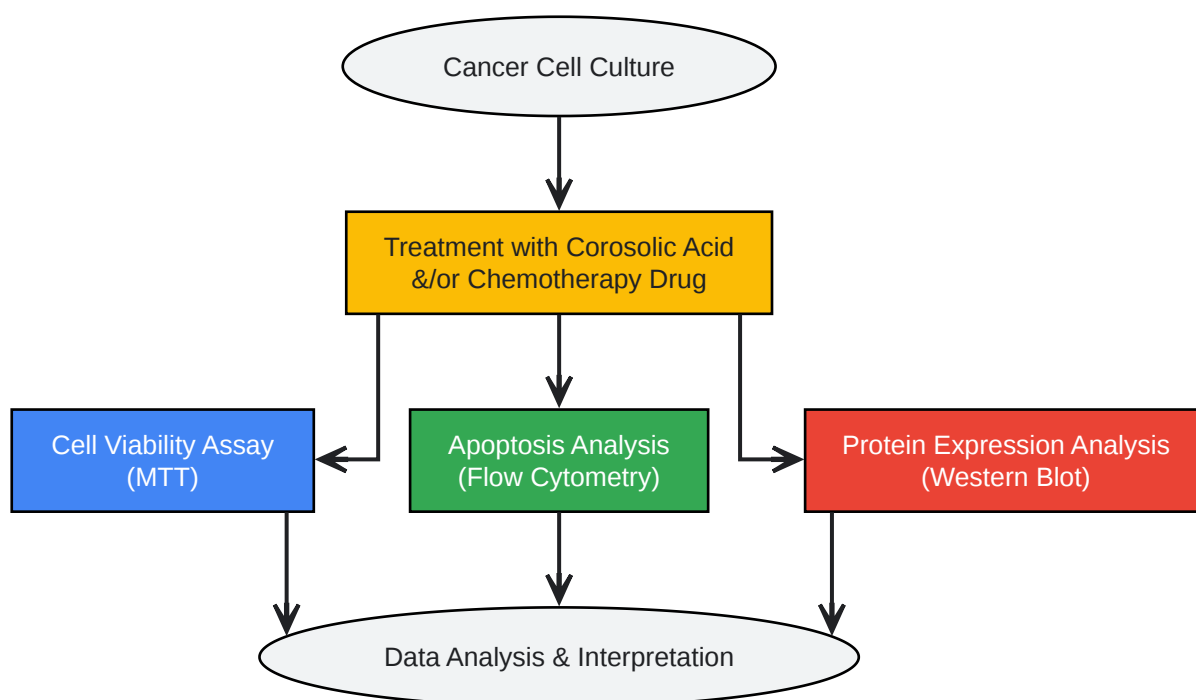 Cancer Cell Culture
Treatment with Corosolic Acid
&/or Chemotherapy Drug
Cell Viability Assay
(MTT)
Apoptosis Analysis
(Flow Cytometry)
Protein Expression Analysis
(Western Blot)
Data Analysis & Interpretation